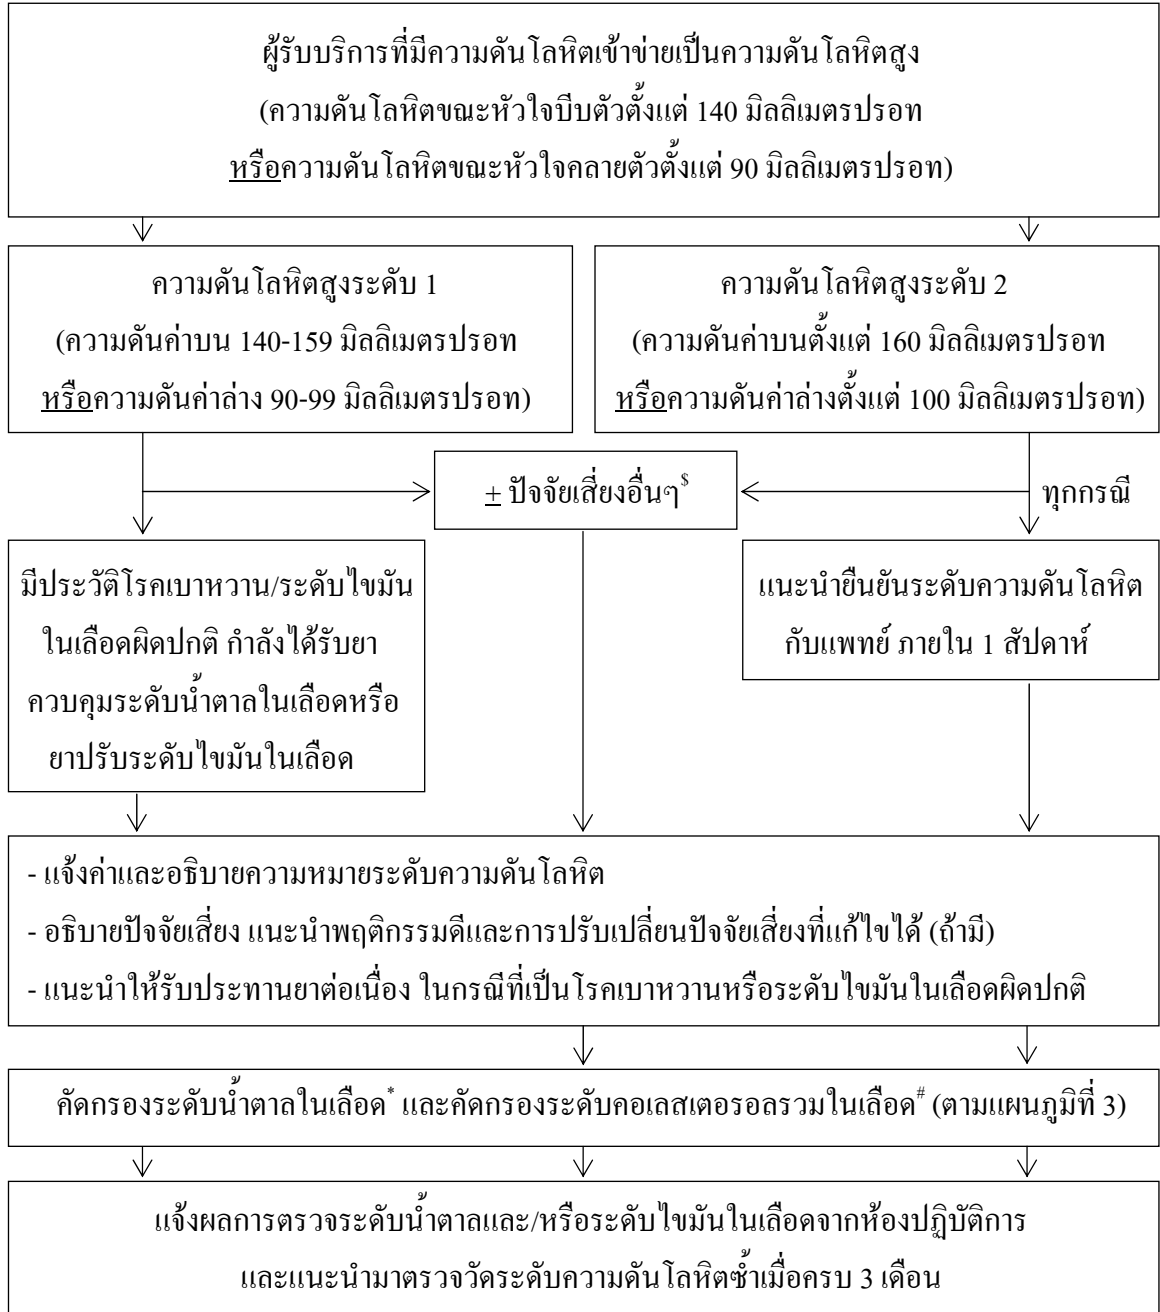 ผู้รับบริการที่มีความดันโลหิตเข้าข่ายเป็นความดันโลหิตสูง
(ความดันโลหิตขณะหัวใจบีบตัวตั้งแต่ 140 มิลลิเมตรปรอท
หรือความดันโลหิตขณะหัวใจคลายตัวตั้งแต่ 90 มิลลิเมตรปรอท)
ความดันโลหิตสูงระดับ 1
(ความดันค่าบน 140-159 มิลลิเมตรปรอท
หรือความดันค่าล่าง 90-99 มิลลิเมตรปรอท)
ความดันโลหิตสูงระดับ 2
(ความดันค่าบนตั้งแต่ 160 มิลลิเมตรปรอท
หรือความดันค่าล่างตั้งแต่ 100 มิลลิเมตรปรอท)
± ปัจจัยเสี่ยงอื่นๆ$
ทุกกรณี
มีประวัติโรคเบาหวาน/ระดับไขมัน
ในเลือดผิดปกติ กำลังได้รับยา
ควบคุมระดับน้ำตาลในเลือดหรือ
ยาปรับระดับไขมันในเลือด
แนะนำยืนยันระดับความดันโลหิต
กับแพทย์ ภายใน 1 สัปดาห์
- แจ้งค่าและอธิบายความหมายระดับความดันโลหิต
- อธิบายปัจจัยเสี่ยง แนะนำพฤติกรรมดีและการปรับเปลี่ยนปัจจัยเสี่ยงที่แก้ไขได้ (ถ้ามี)
- แนะนำให้รับประทานยาต่อเนื่อง ในกรณีที่เป็นโรคเบาหวานหรือระดับไขมันในเลือดผิดปกติ
คัดกรองระดับน้ำตาลในเลือด* และคัดกรองระดับคอเลสเตอรอลรวมในเลือด# (ตามแผนภูมิที่ 3)
แจ้งผลการตรวจระดับน้ำตาลและ/หรือระดับไขมันในเลือดจากห้องปฏิบัติการ
และแนะนำมาตรวจวัดระดับความดันโลหิตซ้ำเมื่อครบ 3 เดือน